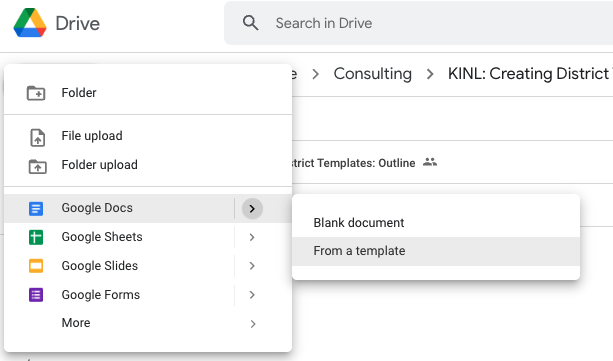 Drive
Search in Drive
e > Consulting > KINL: Creating District
Folder
File upload
Folder upload
strict Templates: Outline
Google Docs
Blank document
From a template
Google Sheets
Google Slides
Google Forms
More